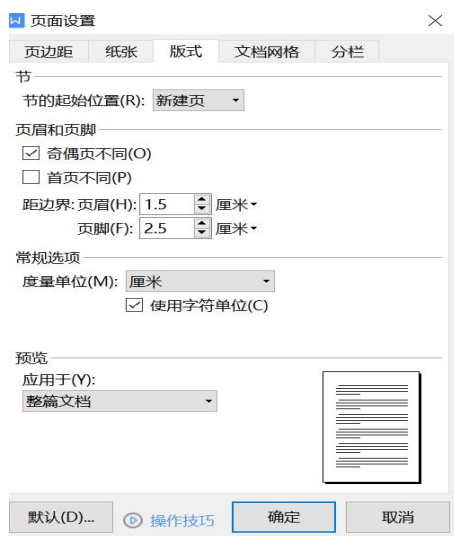 页面设置
页边距 纸张 版式 文档网格 分栏
节
节的起始位置(R): 新建页
页眉和页脚
奇偶页不同(O)
首页不同(P)
距边界: 页眉(H): 1.5 厘米
页脚(F): 2.5 厘米
常规选项
度量单位(M): 厘米
使用字符单位(C)
预览
应用于(Y):
整篇文档
默认(D)... 操作技巧 确定 取消